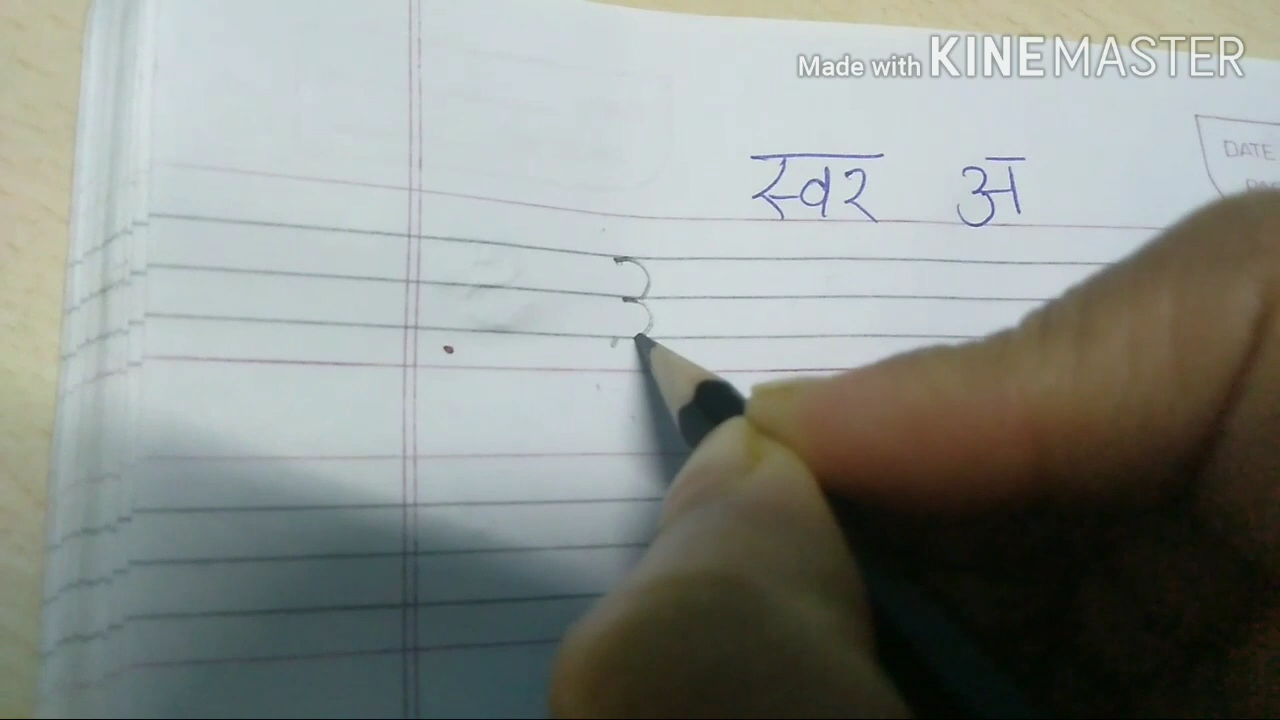 Made with KINEMASTER
स्वर अ
DATE